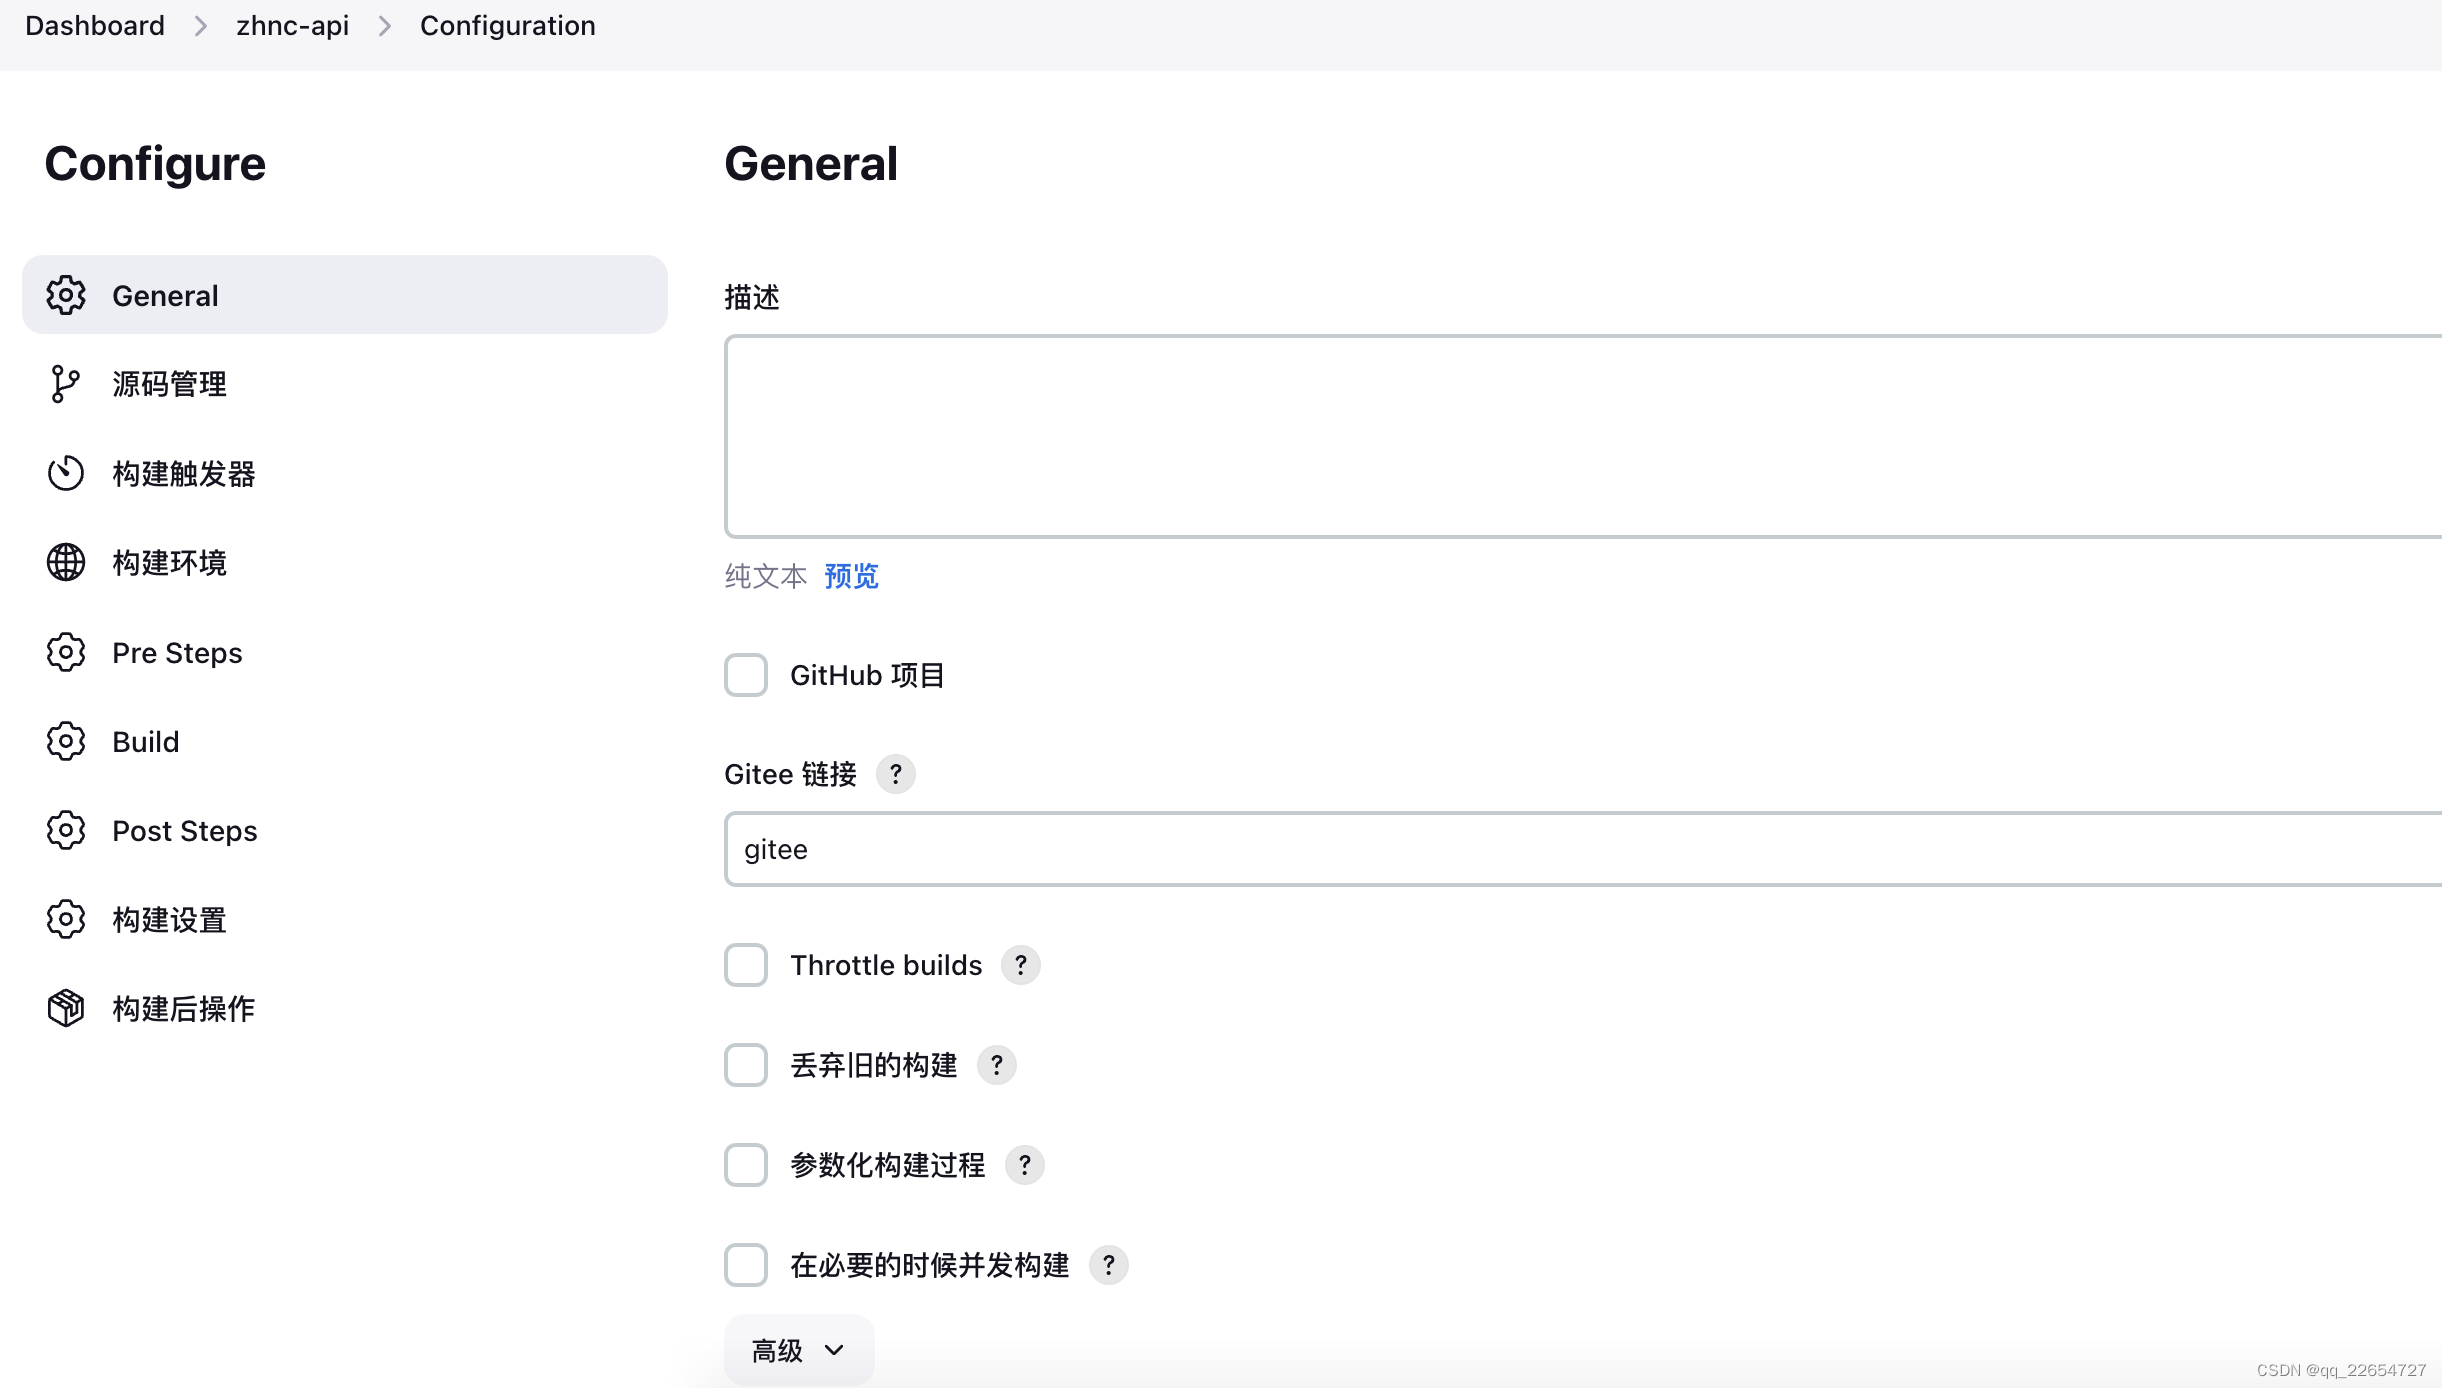 Dashboard > zhnc-api > Configuration
Configure
General
源码管理
构建触发器
构建环境
Pre Steps
Build
Post Steps
构建设置
构建后操作
General
描述
纯文本 预览
GitHub 项目
Gitee 链接 ?
gitee
Throttle builds ?
丢弃旧的构建 ?
参数化构建过程 ?
在必要的时候并发构建 ?
高级
CSDN @qq_22654727